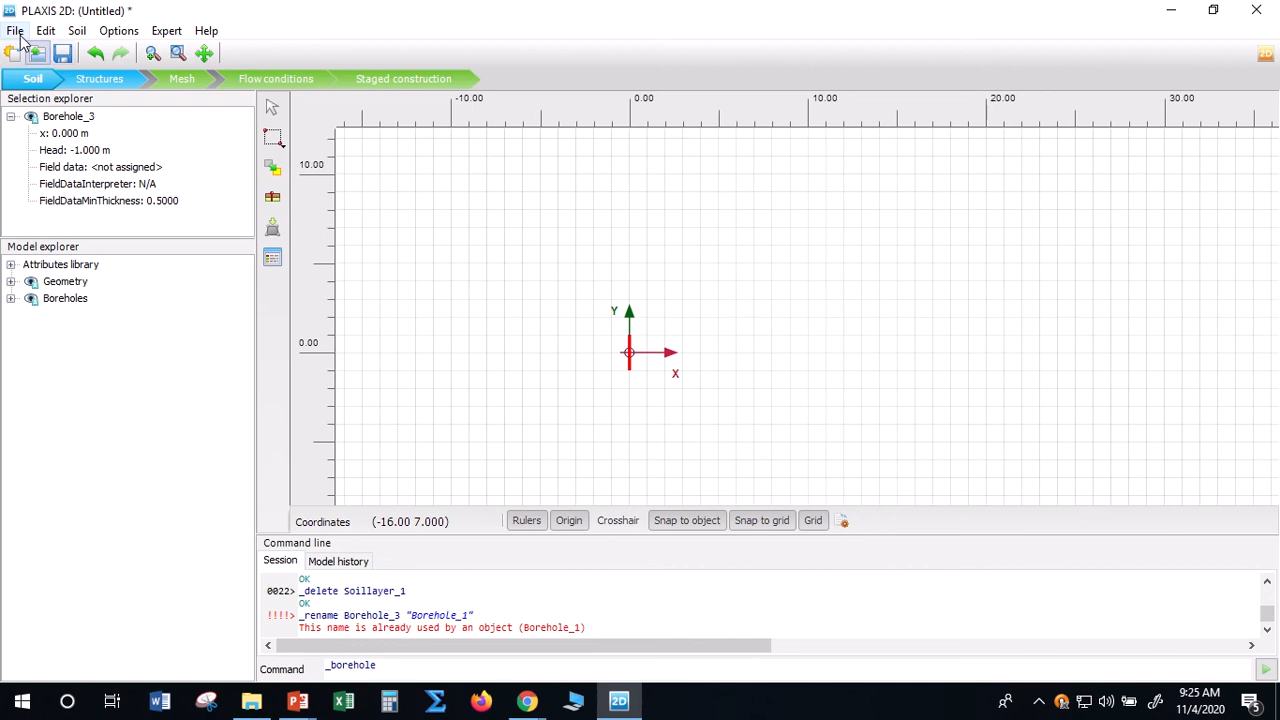 PLAXIS 2D: (Untitled) *
File Edit Soil Options Expert Help
Soil Structures Mesh Flow conditions Staged construction
Selection explorer
Borehole_3
x: 0.000 m
Head: -1.000 m
Field data: <not assigned>
FieldDataInterpreter: N/A
FieldDataMinThickness: 0.5000
Model explorer
Attributes library
Geometry
Boreholes
-10.00 0.00 10.00 20.00 30.00
10.00
0.00
Y
X
Coordinates (-16.00 7.000) Rulers Origin Crosshair Snap to object Snap to grid Grid
Command line
Session Model history
OK
0022> _delete Soillayer_1
OK
!!!!> _rename Borehole_3 "Borehole_1"
This name is already used by an object (Borehole_1)
Command _borehole
9:25 AM
11/4/2020
5
2D